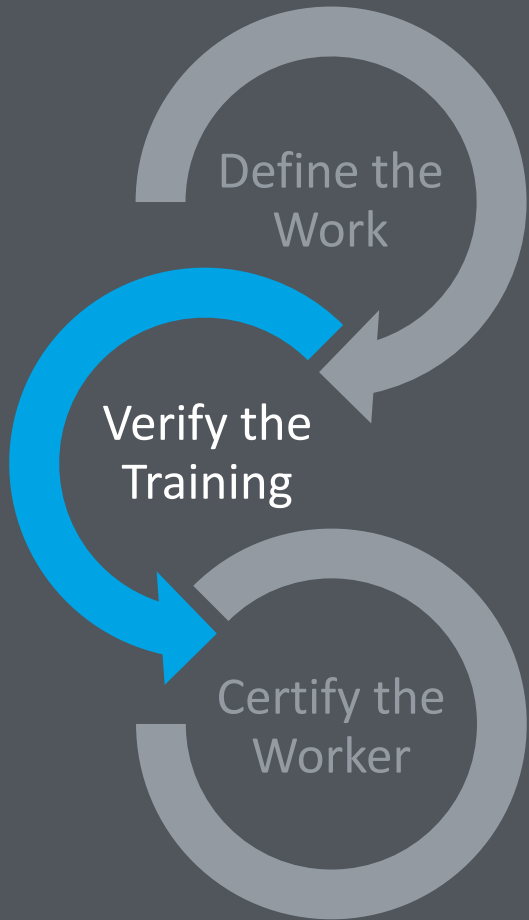 Define the
Work
Verify the
Training
Certify the
Worker